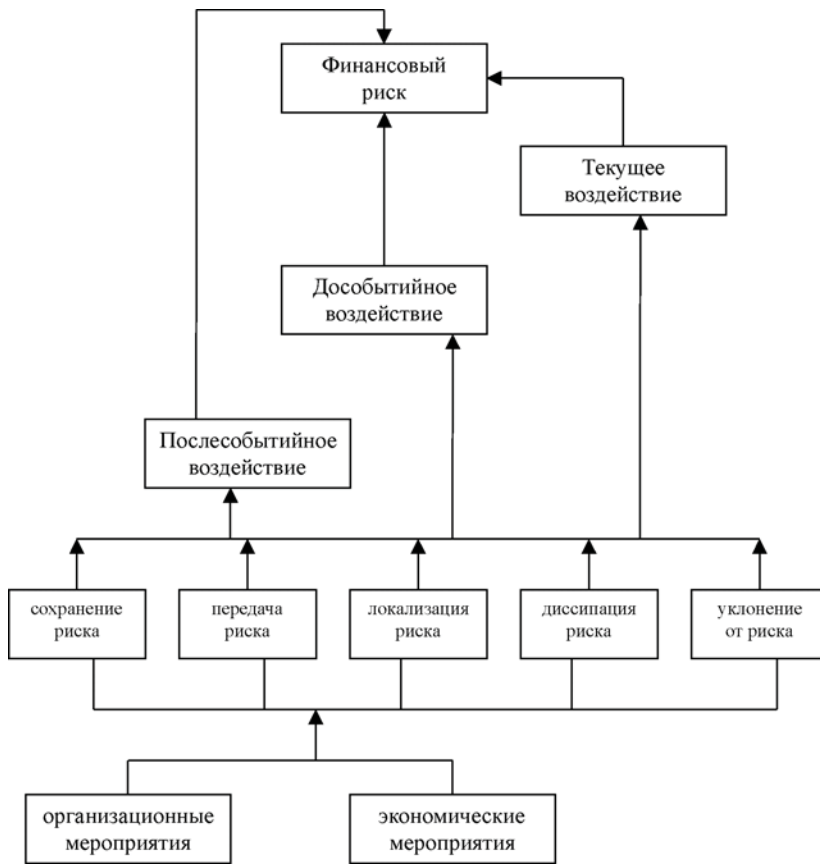 Финансовый
риск
Текущее
воздействие
Дособытийное
воздействие
Послесобытийное
воздействие
сохранение
риска
передача
риска
локализация
риска
диссипация
риска
уклонение
от риска
организационные
мероприятия
экономические
мероприятия